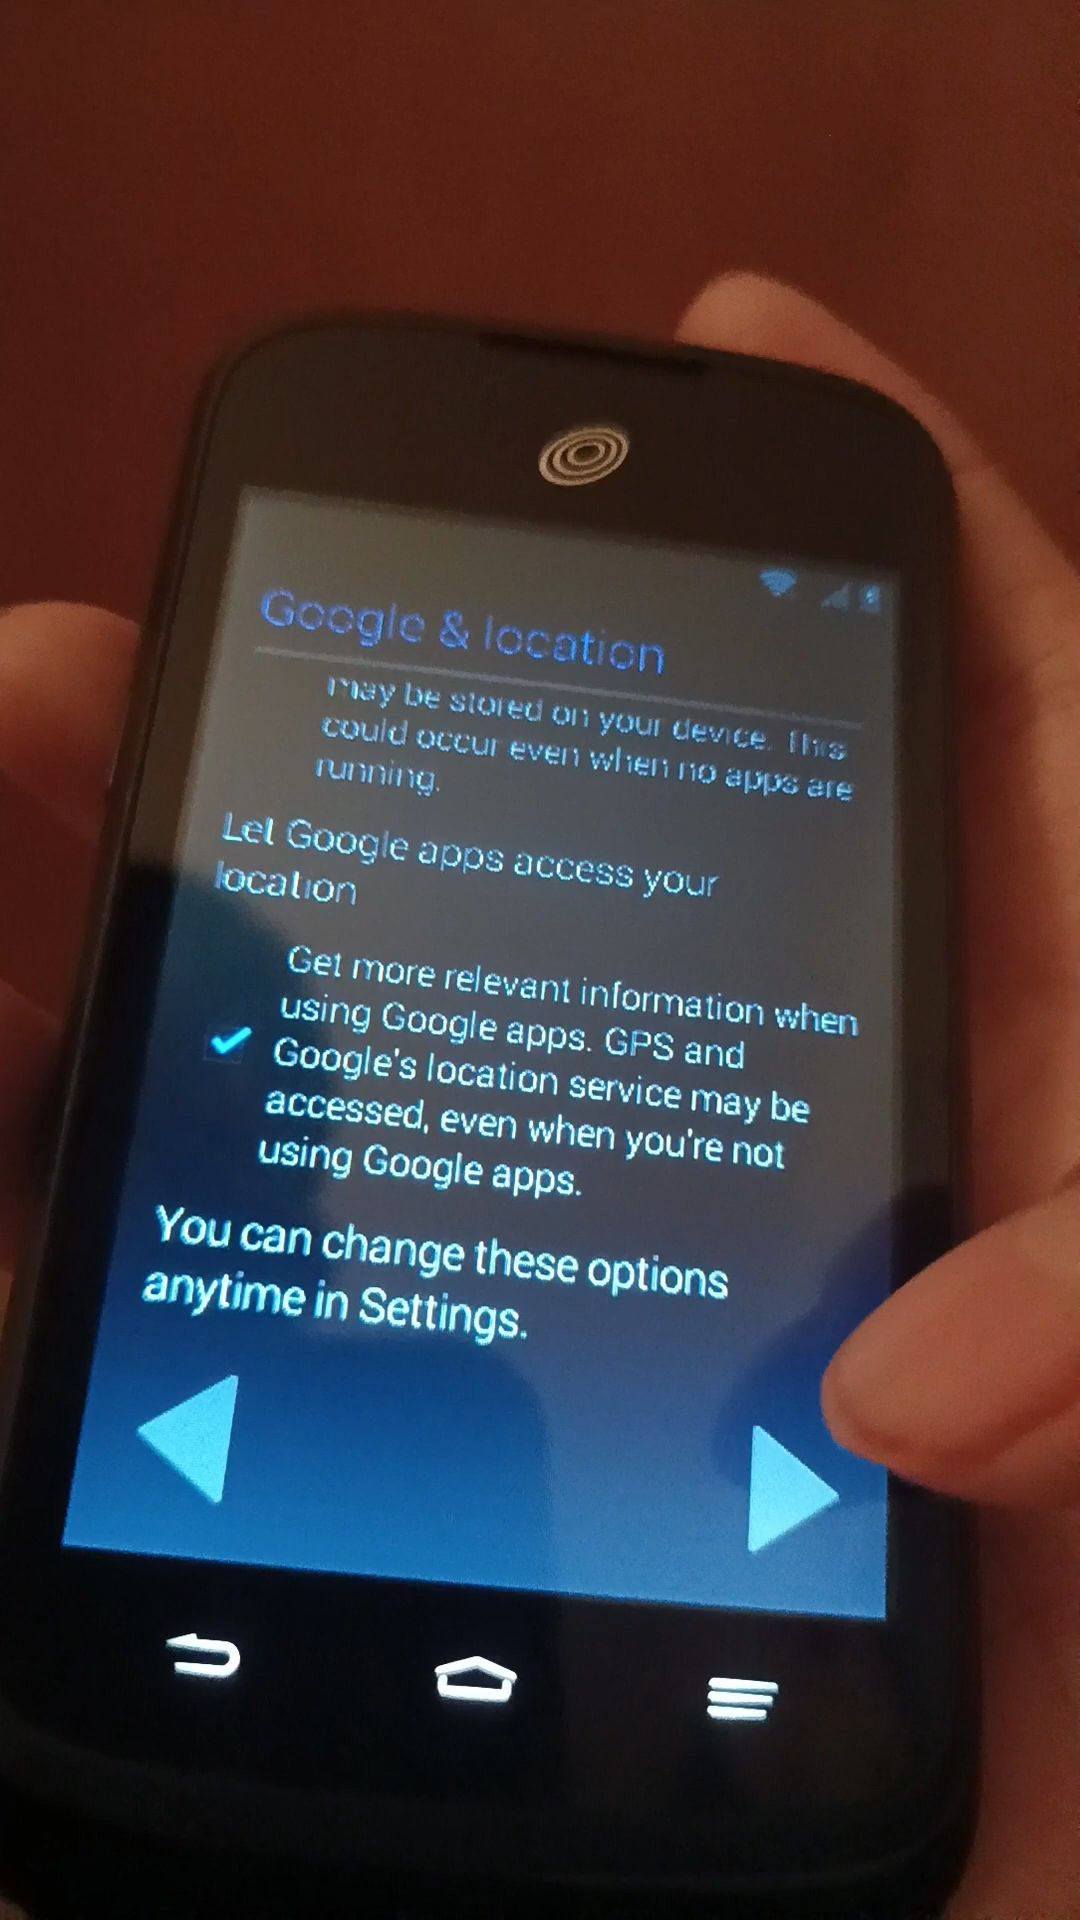 Google & location
may be stored on your device. This
could occur even when no apps are
running.
Let Google apps access your
location
Get more relevant information when
using Google apps. GPS and
Google's location service may be
accessed, even when you're not
using Google apps.
You can change these options
anytime in Settings.